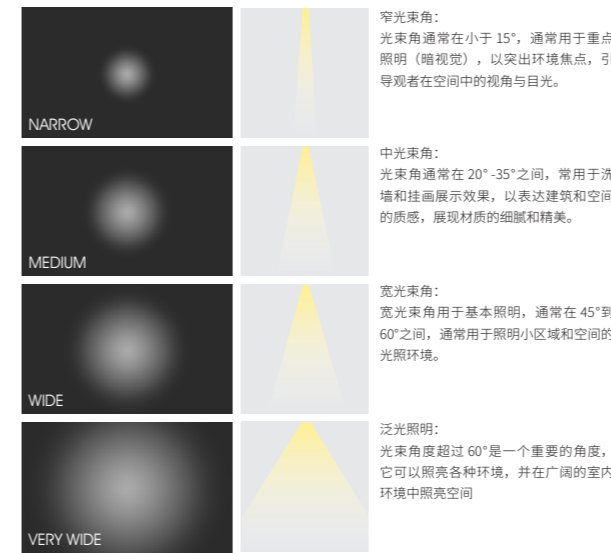 NARROW
窄光束角：
光束角通常在小于 15°，通常用于重点
照明（暗视觉），以突出环境焦点，引
导观者在空间中的视角与目光。
MEDIUM
中光束角：
光束角通常在 20° -35°之间，常用于洗
墙和挂画展示效果，以表达建筑和空间
的质感，展现材质的细腻和精美。
WIDE
宽光束角：
宽光束角用于基本照明，通常在 45°到
60°之间，通常用于照明小区域和空间的
光照环境。
VERY WIDE
泛光照明：
光束角度超过 60°是一个重要的角度，
它可以照亮各种环境，并在广阔的室内
环境中照亮空间